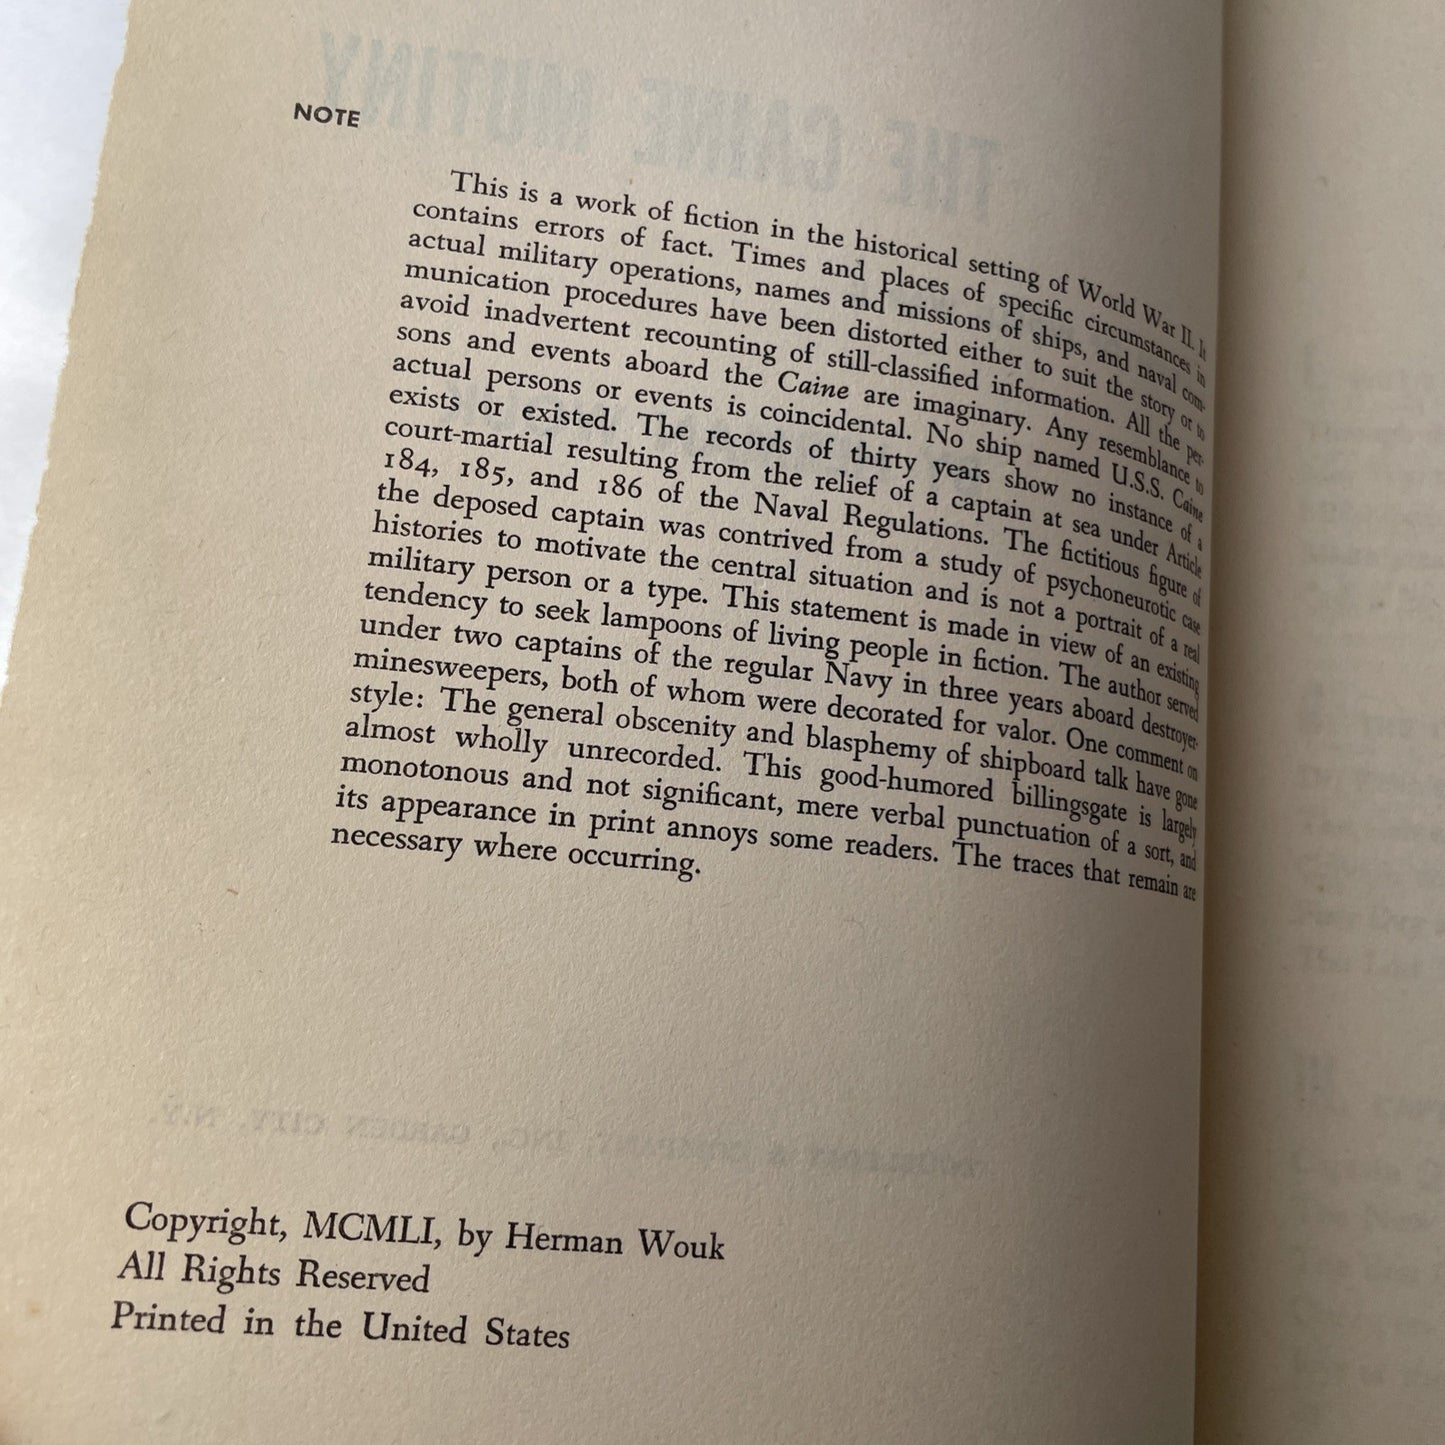 THE CAINE MUTINY
NOTE
This is a work of fiction in the historical setting of World War II. It
contains errors of fact. Times and places of specific circumstances in
actual military operations, names and missions of ships, and naval com-
munication procedures have been distorted either to suit the story or to
avoid inadvertent recounting of still-classified information. All the per-
sons and events aboard the Caine are imaginary. Any resemblance to
actual persons or events is coincidental. No ship named U.S.S. Caine
exists or existed. The records of thirty years show no instance of a
court-martial resulting from the relief of a captain at sea under Article
184, 185, and 186 of the Naval Regulations. The fictitious figure of
the deposed captain was contrived from a study of psychoneurotic case
histories to motivate the central situation and is not a portrait of a real
military person or a type. This statement is made in view of an existing
tendency to seek lampoons of living people in fiction. The author served
under two captains of the regular Navy in three years aboard destroyer-
minesweepers, both of whom were decorated for valor. One comment on
style: The general obscenity and blasphemy of shipboard talk have gone
almost wholly unrecorded. This good-humored billingsgate is largely
monotonous and not significant, mere verbal punctuation of a sort, and
its appearance in print annoys some readers. The traces that remain are
necessary where occurring.
DOUBLEDAY & COMPANY, INC., GARDEN CITY, N.Y.
Copyright, MCMLI, by Herman Wouk
All Rights Reserved
Printed in the United States